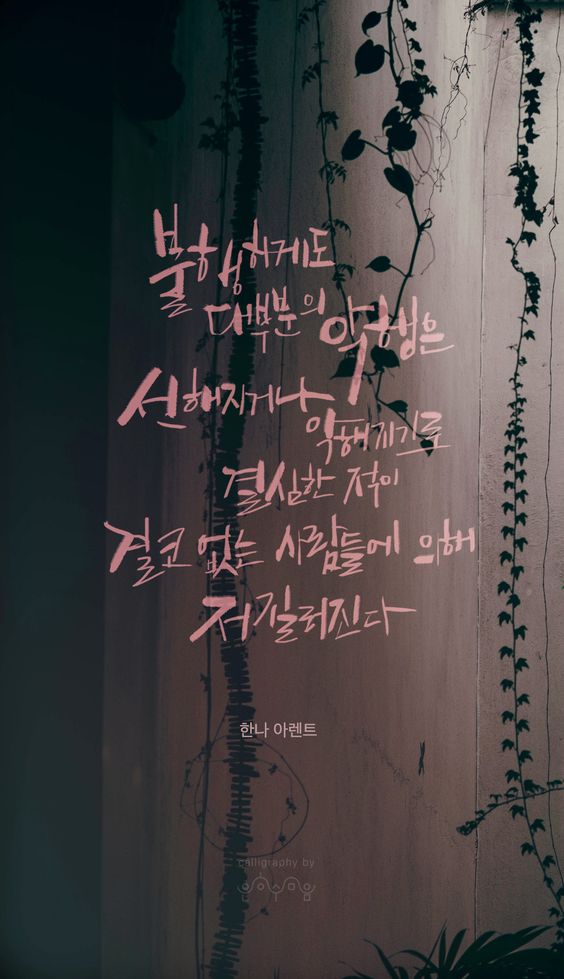 불행하게도
대부분의 악행은
선해지거나
악해지기로
결심한 적이
결코 없는 사람들에 의해
저질러진다
한나 아렌트
calligraphy by